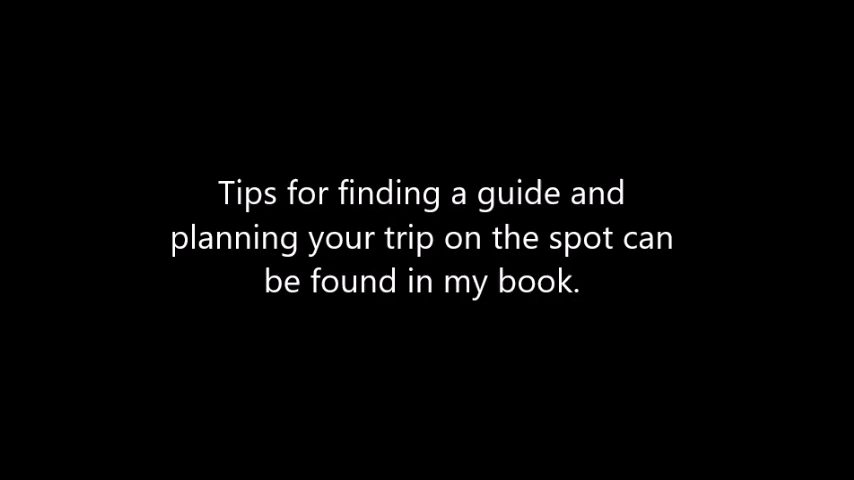 Tips for finding a guide and
planning your trip on the spot can
be found in my book.